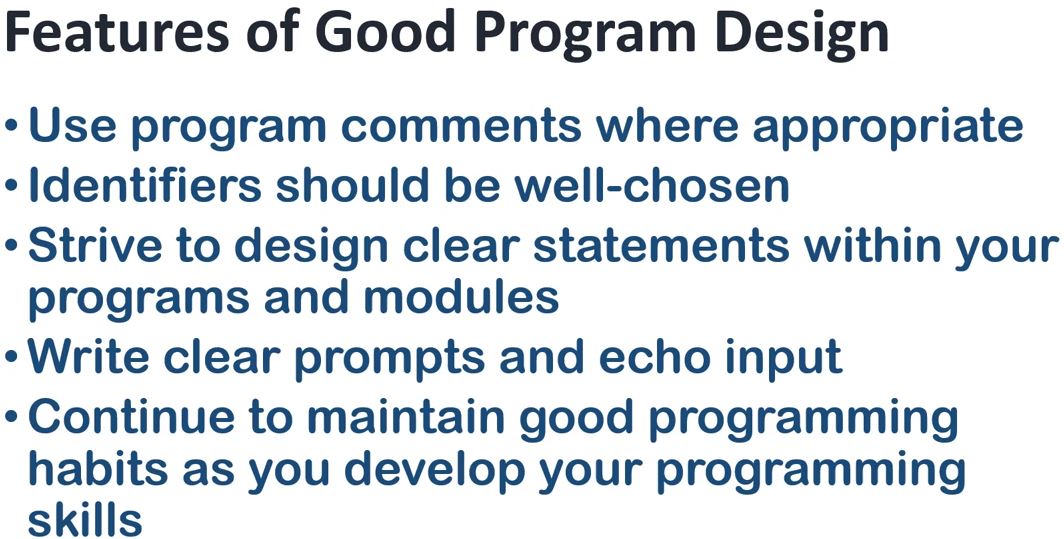 Features of Good Program Design
• Use program comments where appropriate
• Identifiers should be well-chosen
• Strive to design clear statements within your
programs and modules
• Write clear prompts and echo input
• Continue to maintain good programming
habits as you develop your programming
skills